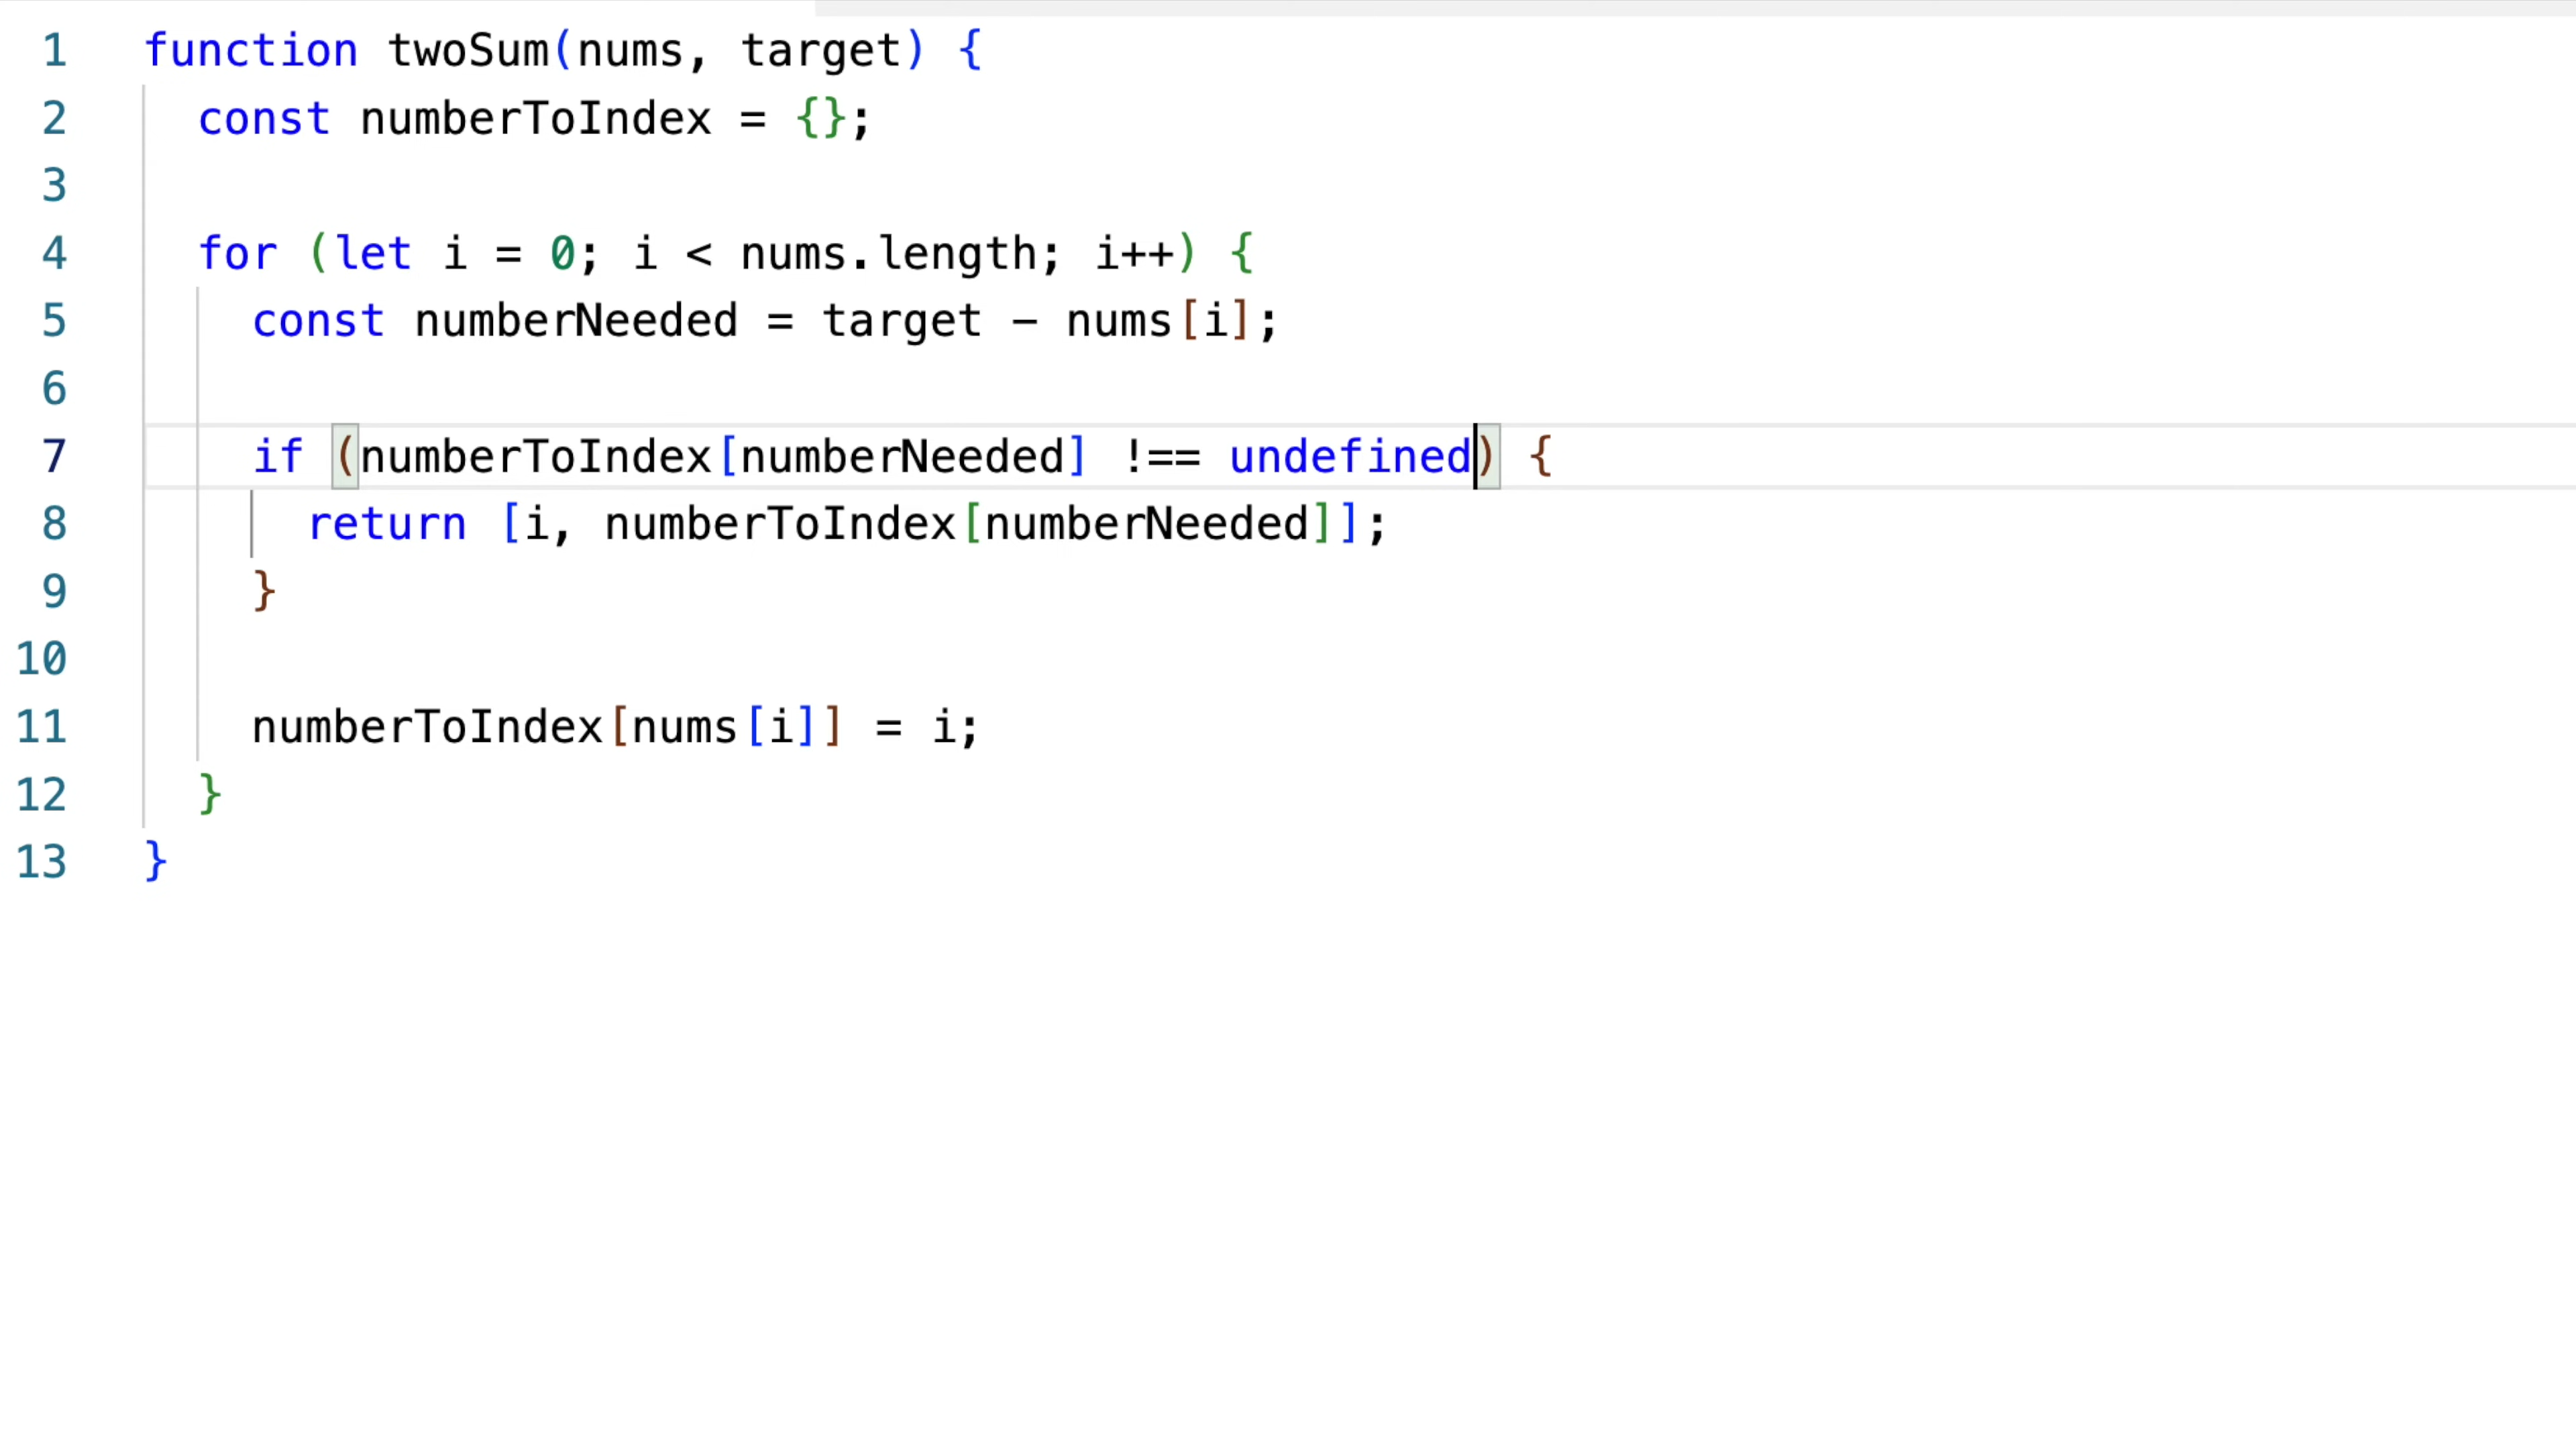 1 function twoSum(nums, target) {
2 const numberToIndex = {};
3
4 for (let i = 0; i < nums.length; i++) {
5 const numberNeeded = target - nums[i];
6
7 if (numberToIndex[numberNeeded] !== undefined) {
8 return [i, numberToIndex[numberNeeded]];
9 }
10
11 numberToIndex[nums[i]] = i;
12 }
13 }